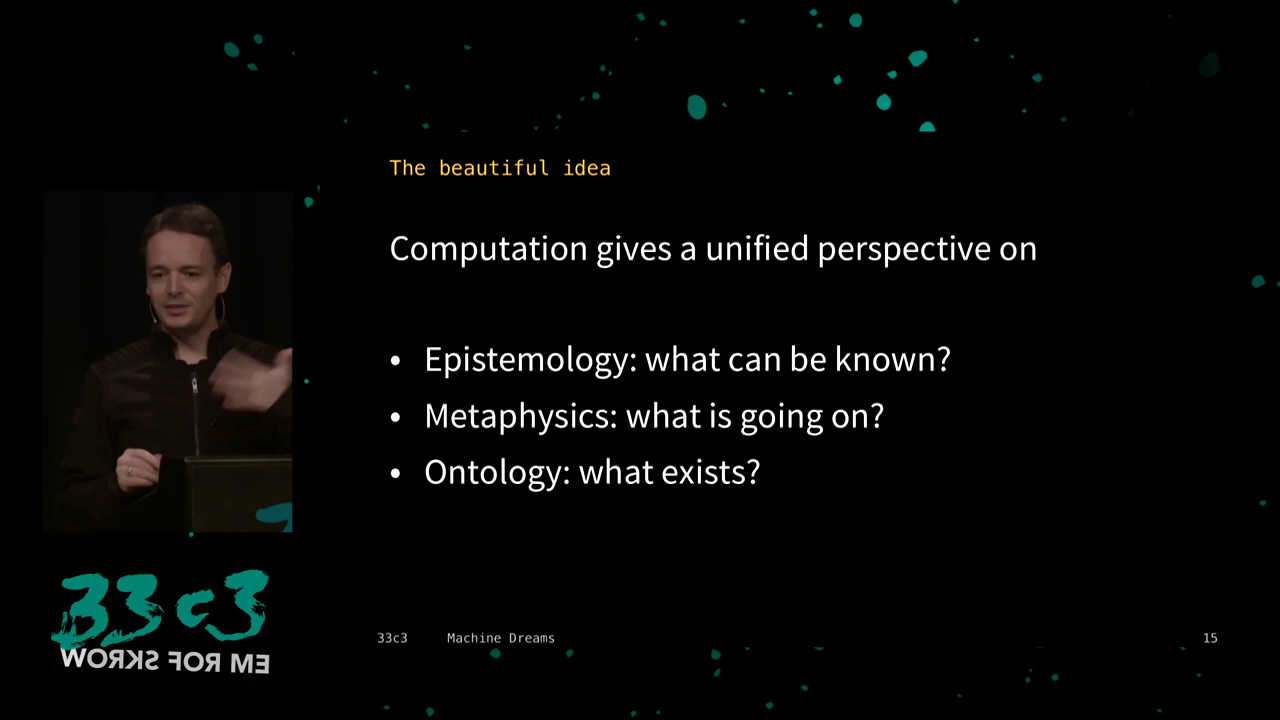 The beautiful idea
Computation gives a unified perspective on
• Epistemology: what can be known?
• Metaphysics: what is going on?
• Ontology: what exists?
33c3
WORKS FOR ME
33c3 Machine Dreams 15